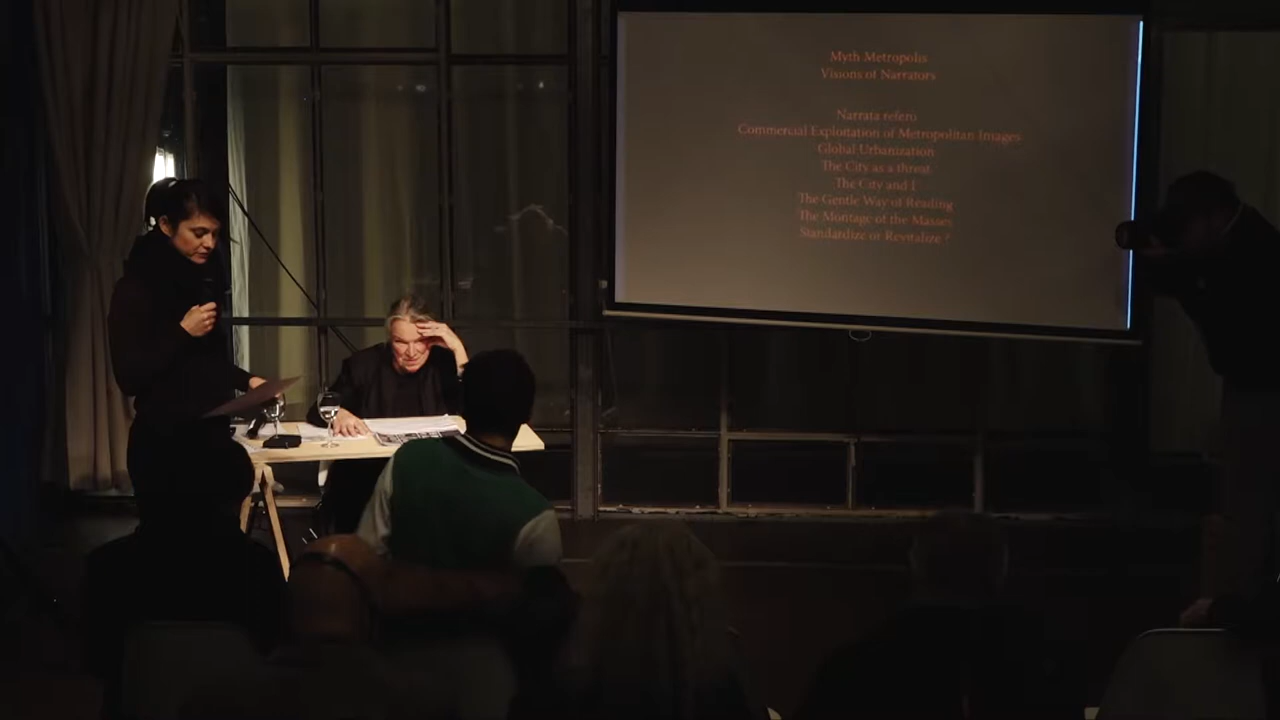 Myth Metropolis
Visions of Narrators
Narrata refero
Commercial Exploitation of Metropolitan Images
Global Urbanization
The City as a threat
The City and I
The Gentle Way of Reading
The Montage of the Masses
Standardize or Revitalize ?